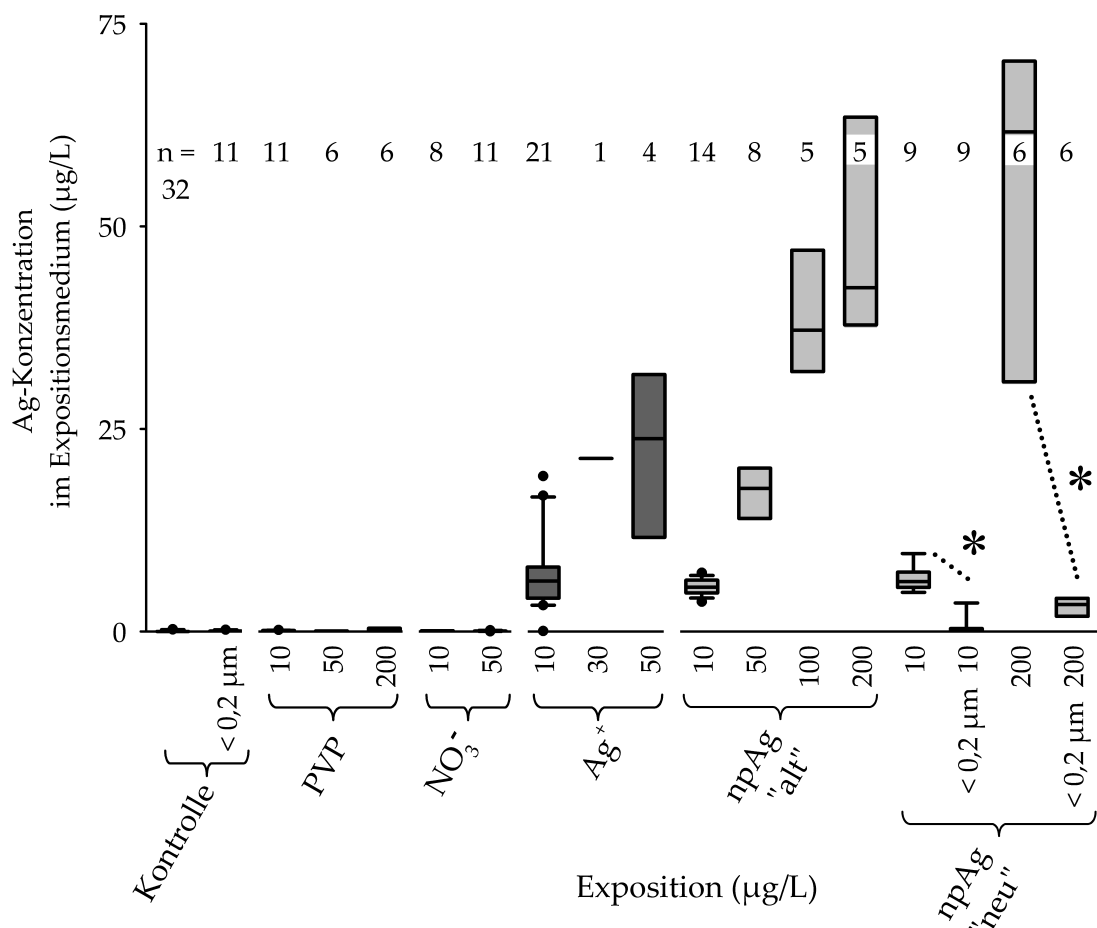 75
50
25
0
Ag-Konzentration
im Expositionsmedium (µg/L)
n = 11 11 6 6 8 11 21 1 4 14 8 5 5 9 9 6 6
32
*
*
< 0,2 µm 10 50 200 10 50 10 30 50 10 50 100 200 10 < 0,2 µm 10 200 < 0,2 µm 200
Kontrolle
PVP
NO₃⁻
Ag⁺
npAg
"alt"
npAg
"neu"
Exposition (µg/L)